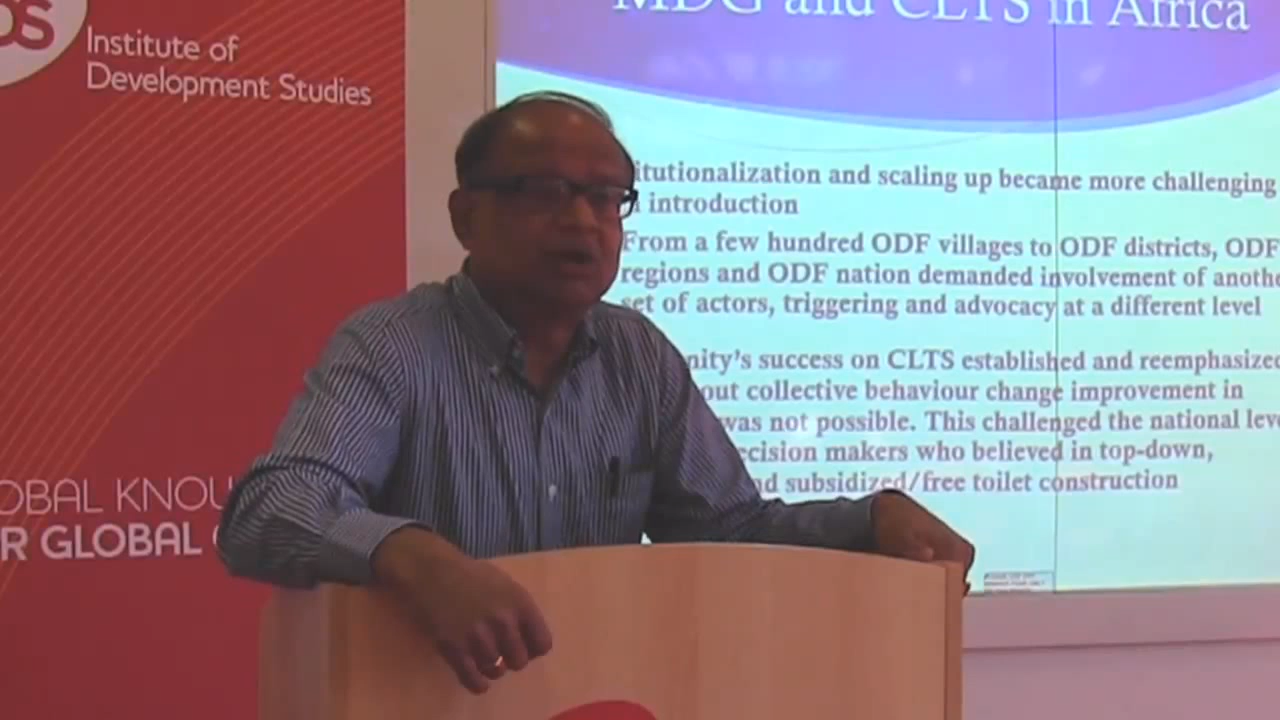 Institute of
Development Studies
MDG and CLTS in Africa
itutionalization and scaling up became more challenging
introduction
From a few hundred ODF villages to ODF districts, ODF
regions and ODF nation demanded involvement of anothe
set of actors, triggering and advocacy at a different level
nity's success on CLTS established and reemphasized
out collective behaviour change improvement in
was not possible. This challenged the national leve
ecision makers who believed in top-down,
nd subsidized/free toilet construction
OBAL KNOW
R GLOBAL